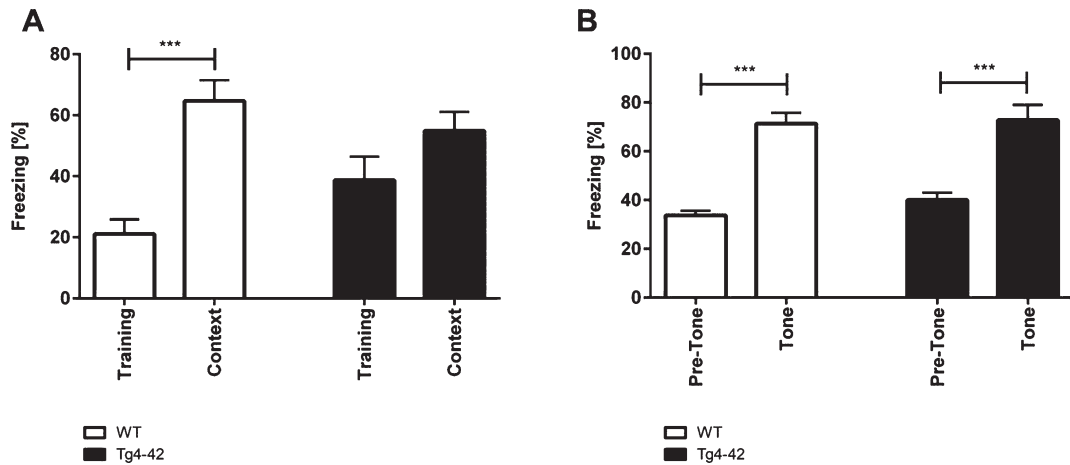 A
***
80
60
40
20
0
Freezing [%]
Training
Context
Training
Context
WT
Tg4-42
B
***
***
100
80
60
40
20
0
Freezing [%]
Pre-Tone
Tone
Pre-Tone
Tone
WT
Tg4-42